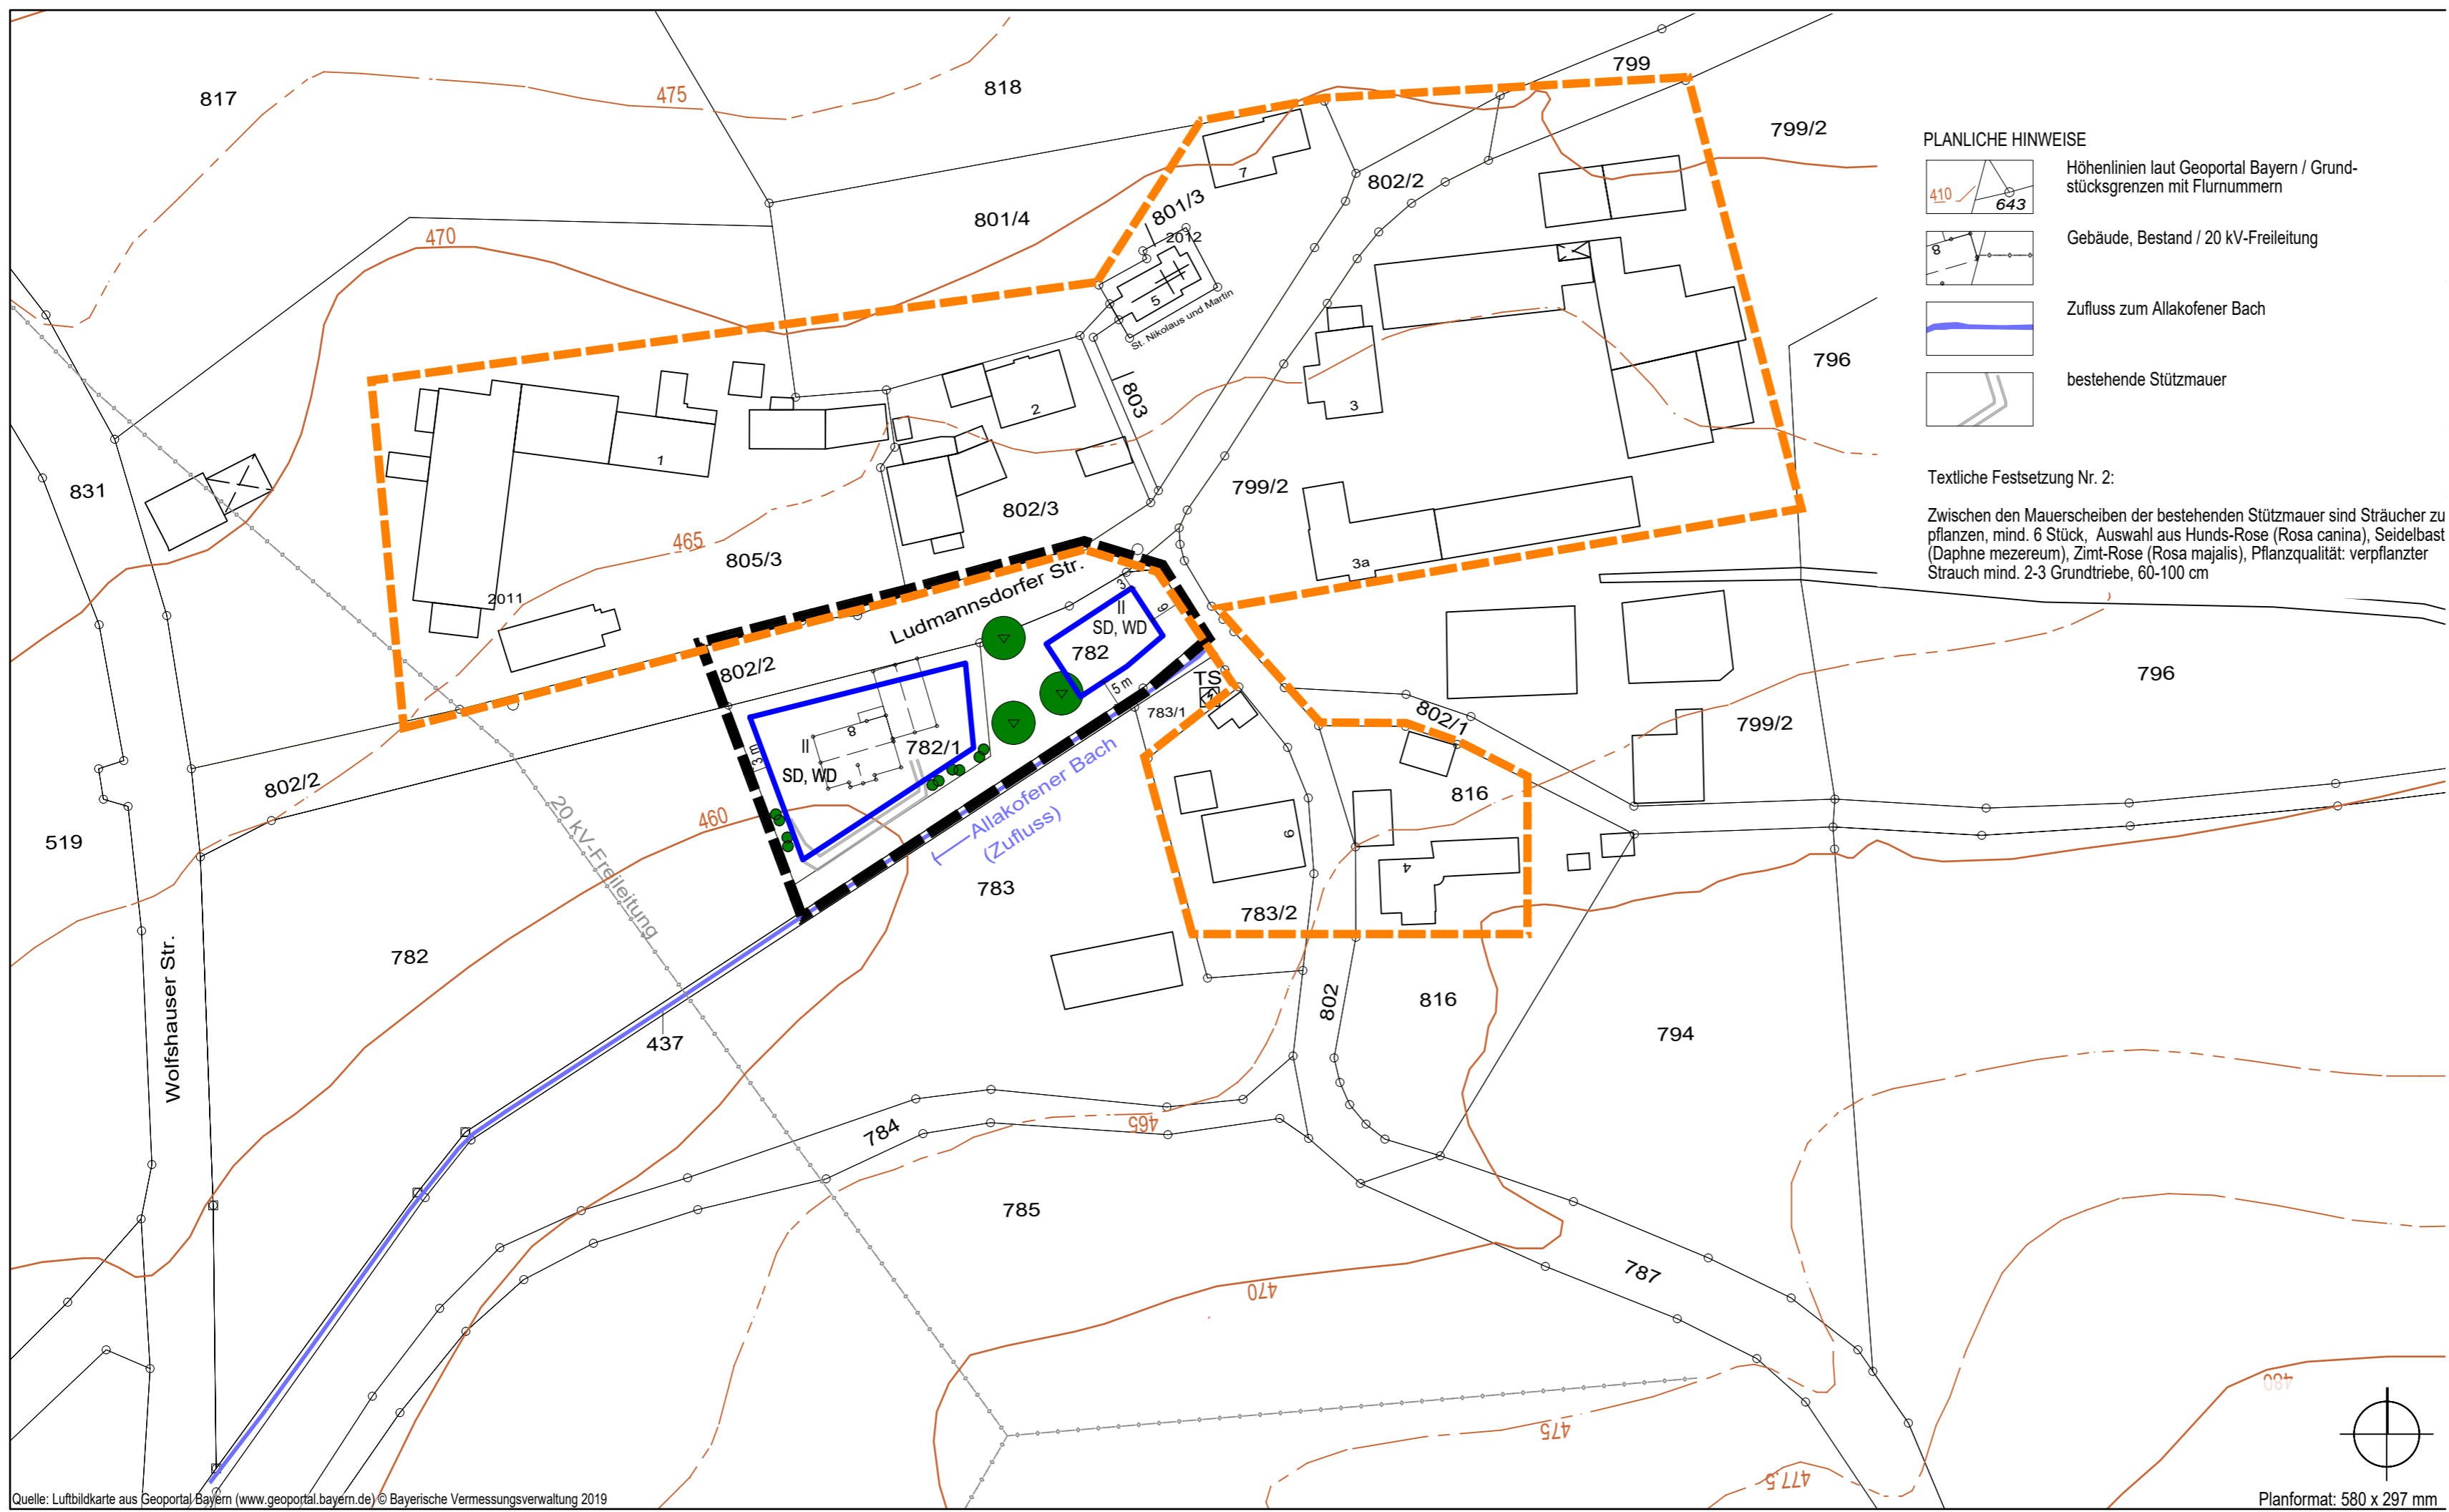 817
475
818
799
799/2
PLANLICHE HINWEISE
410
643
Höhenlinien laut Geoportal Bayern / Grund-
stücksgrenzen mit Flurnummern
8
Gebäude, Bestand / 20 kV-Freileitung
Zufluss zum Allakofener Bach
bestehende Stützmauer
Textliche Festsetzung Nr. 2:
Zwischen den Mauerscheiben der bestehenden Stützmauer sind Sträucher zu
pflanzen, mind. 6 Stück, Auswahl aus Hunds-Rose (Rosa canina), Seidelbast
(Daphne mezereum), Zimt-Rose (Rosa majalis), Pflanzqualität: verpflanzter
Strauch mind. 2-3 Grundtriebe, 60-100 cm
7
802/2
801/3
801/4
2012
470
5
St. Nikolaus und Martin
796
803
2
3
1
831
799/2
802/3
465
805/3
3a
2011
Ludmannsdorfer Str.
3
6
II
SD, WD
782
802/2
5 m
TS
783/1
796
802/1
799/2
8
782/1
II
3 m
SD, WD
802/2
20 kV-Freileitung
460
Allakofener Bach
(Zufluss)
816
519
6
4
783
783/2
782
Wolfshauser Str.
437
802
816
794
784
465
785
787
470
480
475
477.5
Quelle: Luftbildkarte aus Geoportal Bayern (www.geoportal.bayern.de) © Bayerische Vermessungsverwaltung 2019
Planformat: 580 x 297 mm